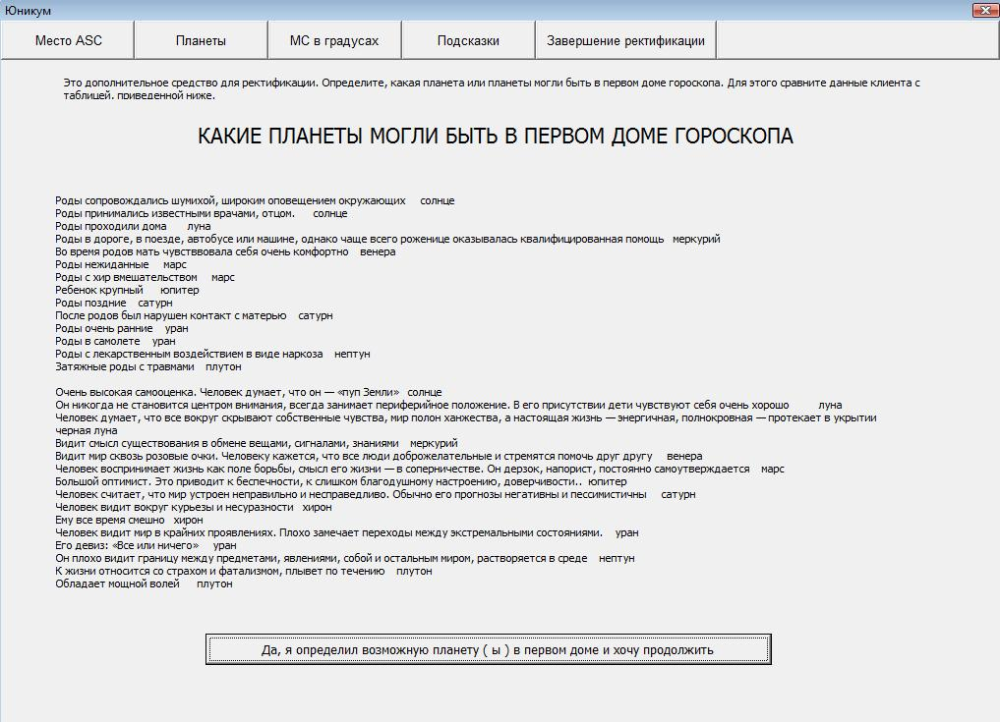 Юникум
Место ASC
Планеты
МС в градусах
Подсказки
Завершение ректификации
Это дополнительное средство для ректификации. Определите, какая планета или планеты могли быть в первом доме гороскопа. Для этого сравните данные клиента с
таблицей, приведенной ниже.
КАКИЕ ПЛАНЕТЫ МОГЛИ БЫТЬ В ПЕРВОМ ДОМЕ ГОРОСКОПА
Роды сопровождались шумихой, широким оповещением окружающих солнце
Роды принимались известными врачами, отцом. солнце
Роды проходили дома луна
Роды в дороге, в поезде, автобусе или машине, однако чаще всего роженице оказывалась квалифицированная помощь меркурий
Во время родов мать чувстввовала себя очень комфортно венера
Роды нежиданные марс
Роды с хир вмешательством марс
Ребенок крупный юпитер
Роды поздние сатурн
После родов был нарушен контакт с матерью сатурн
Роды очень ранние уран
Роды в самолете уран
Роды с лекарственным воздействием в виде наркоза нептун
Затяжные роды с травмами плутон
Очень высокая самооценка. Человек думает, что он — «пуп Земли» солнце
Он никогда не становится центром внимания, всегда занимает периферийное положение. В его присутствии дети чувствуют себя очень хорошо луна
Человек думает, что все вокруг скрывают собственные чувства, мир полон ханжества, а настоящая жизнь — энергичная, полнокровная — протекает в укрытии
черная луна
Видит смысл существования в обмене вещами, сигналами, знаниями меркурий
Видит мир сквозь розовые очки. Человеку кажется, что все люди доброжелательные и стремятся помочь друг другу венера
Человек воспринимает жизнь как поле борьбы, смысл его жизни — в соперничестве. Он дерзок, напорист, постоянно самоутверждается марс
Большой оптимист. Это приводит к беспечности, к слишком благодушному настроению, доверчивости.. юпитер
Человек считает, что мир устроен неправильно и несправедливо. Обычно его прогнозы негативны и пессимистичны сатурн
Человек видит вокруг курьезы и несуразности хирон
Ему все время смешно хирон
Человек видит мир в крайних проявлениях. Плохо замечает переходы между экстремальными состояниями. уран
Его девиз: «Все или ничего» уран
Он плохо видит границу между предметами, явлениями, собой и остальным миром, растворяется в среде нептун
К жизни относится со страхом и фатализмом, плывет по течению плутон
Обладает мощной волей плутон
Да, я определил возможную планету ( ы ) в первом доме и хочу продолжить